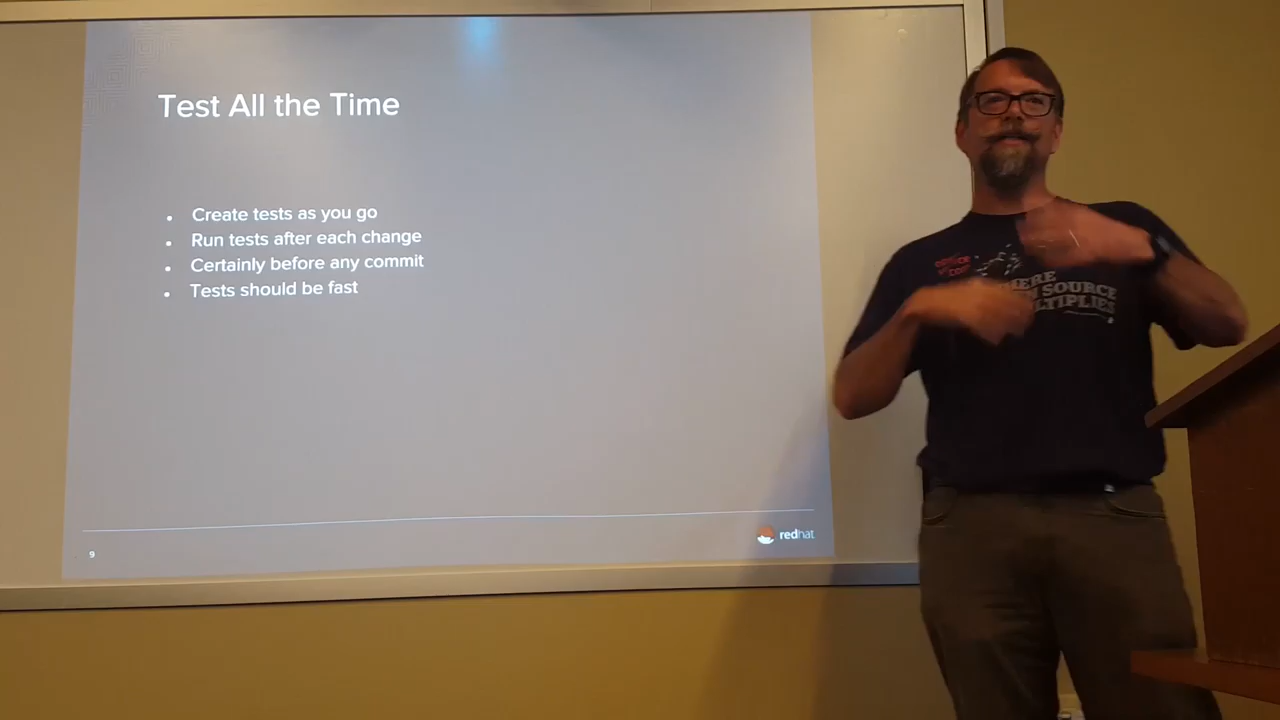 Test All the Time
• Create tests as you go
• Run tests after each change
• Certainly before any commit
• Tests should be fast
9
redhat
SOURCE